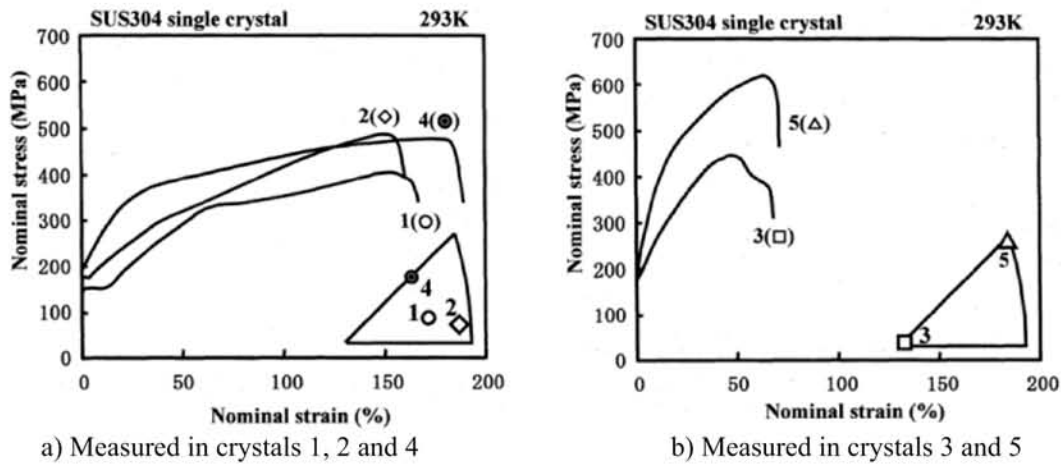 SUS304 single crystal 293K
700
600
500
400
300
200
100
0
Nominal stress (MPa)
0 50 100 150 200
Nominal strain (%)
2(◇)
4(◉)
1(○)
4
1
2
a) Measured in crystals 1, 2 and 4
SUS304 single crystal 293K
700
600
500
400
300
200
100
0
Nominal stress (MPa)
0 50 100 150 200
Nominal strain (%)
5(△)
3(□)
5
3
b) Measured in crystals 3 and 5